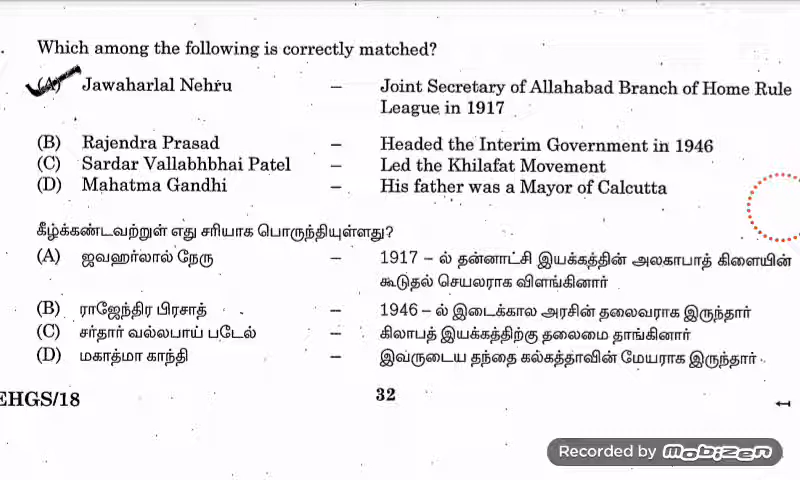 . Which among the following is correctly matched?
(A) Jawaharlal Nehru – Joint Secretary of Allahabad Branch of Home Rule
League in 1917
(B) Rajendra Prasad – Headed the Interim Government in 1946
(C) Sardar Vallabhbhai Patel – Led the Khilafat Movement
(D) Mahatma Gandhi – His father was a Mayor of Calcutta
கீழ்க்கண்டவற்றுள் எது சரியாக பொருந்தியுள்ளது?
(A) ஜவஹர்லால் நேரு – 1917 – ல் தன்னாட்சி இயக்கத்தின் அலகாபாத் கிளையின்
கூடுதல் செயலராக விளங்கினார்
(B) ராஜேந்திர பிரசாத் – 1946 – ல் இடைக்கால அரசின் தலைவராக இருந்தார்
(C) சர்தார் வல்லபாய் படேல் – கிலாபத் இயக்கத்திற்கு தலைமை தாங்கினார்
(D) மகாத்மா காந்தி – இவருடைய தந்தை கல்கத்தாவின் மேயராக இருந்தார்
EHGS/18 32
Recorded by mobizen